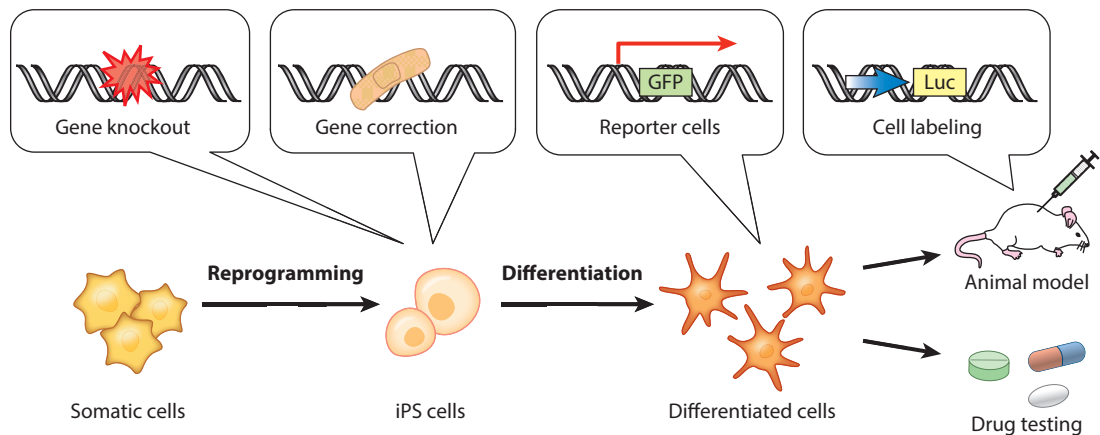 GFP
Luc
Gene knockout
Gene correction
Reporter cells
Cell labeling
Reprogramming
Differentiation
Animal model
Somatic cells
iPS cells
Differentiated cells
Drug testing